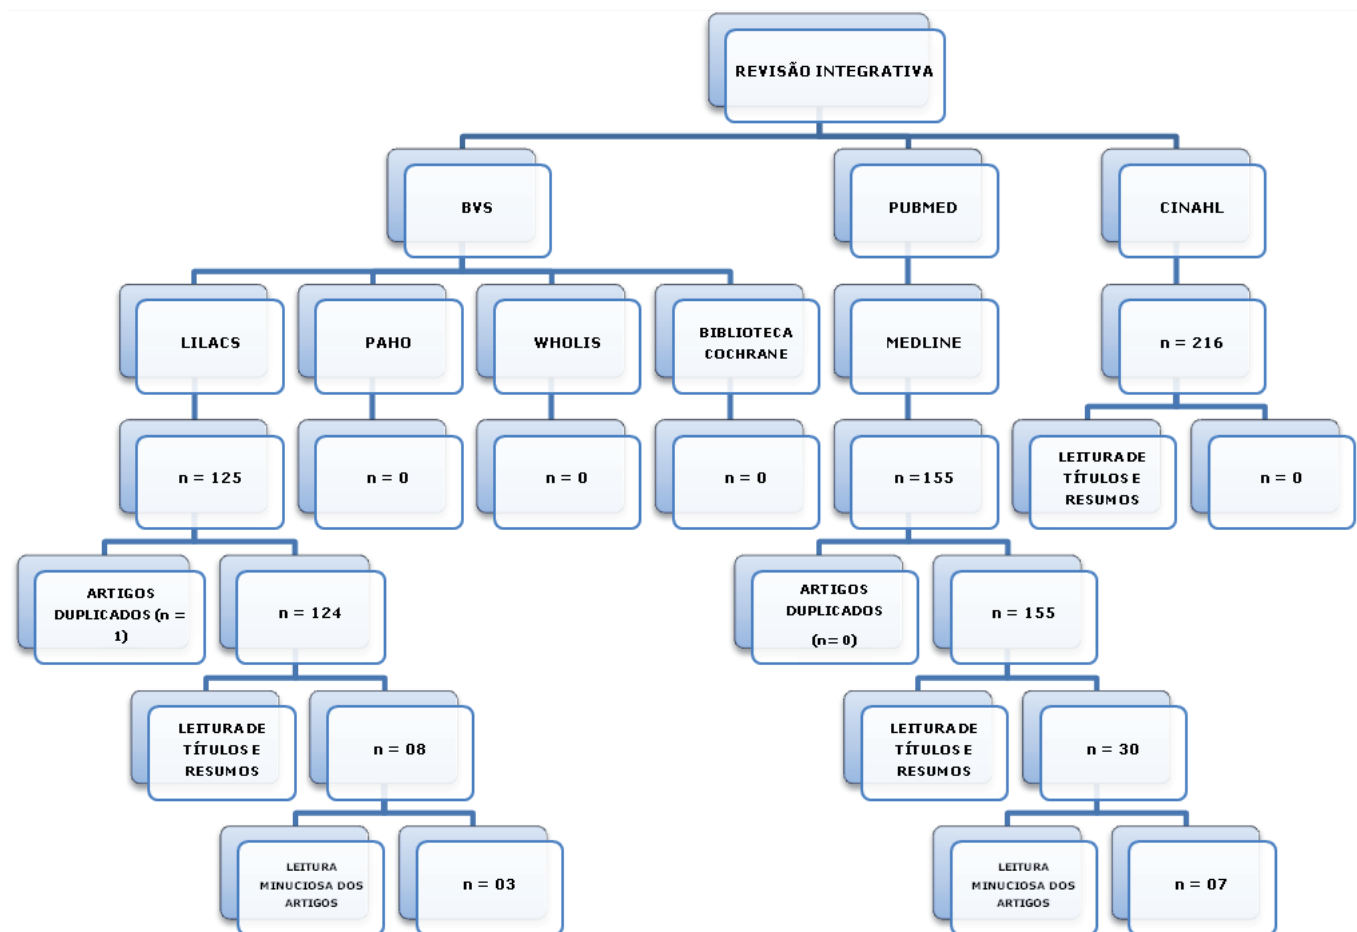 REVISÃO INTEGRATIVA
BVS
PUBMED
CINAHL
LILACS
PAHO
WHOLIS
BIBLIOTECA
COCHRANE
MEDLINE
n = 216
n = 125
n = 0
n = 0
n = 0
n =155
LEITURA DE
TÍTULOS E
RESUMOS
n = 0
ARTIGOS
DUPLICADOS (n =
1)
n = 124
ARTIGOS
DUPLICADOS
(n= 0)
n = 155
LEITURA DE
TÍTULOS E
RESUMOS
n = 08
LEITURA DE
TÍTULOS E
RESUMOS
n = 30
LEITURA
MINUCIOSA DOS
ARTIGOS
n = 03
LEITURA
MINUCIOSA DOS
ARTIGOS
n = 07